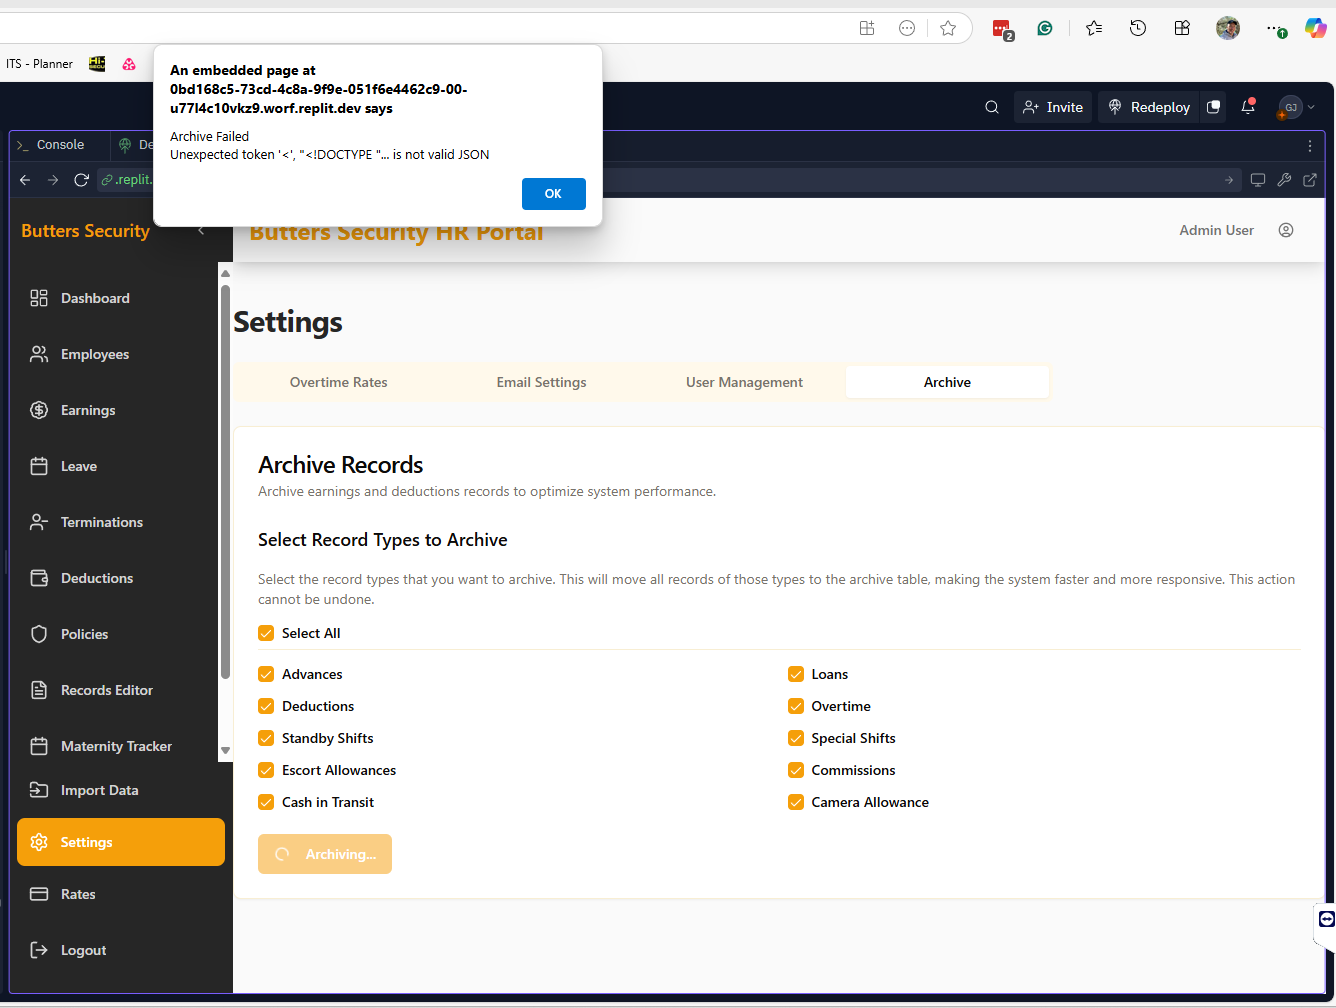 ITS - Planner
Hi-
SECU
2
An embedded page at
0bd168c5-73cd-4c8a-9f9e-051f6e4462c9-00-
u77l4c10vkz9.worf.replit.dev says
Archive Failed
Unexpected token '<', "<!DOCTYPE "... is not valid JSON
OK
Invite
Redeploy
GJ
Console
De
.replit.
Butters Security
Butters Security HR Portal
Admin User
Dashboard
Employees
Earnings
Leave
Terminations
Deductions
Policies
Records Editor
Maternity Tracker
Import Data
Settings
Rates
Logout
Settings
Overtime Rates
Email Settings
User Management
Archive
Archive Records
Archive earnings and deductions records to optimize system performance.
Select Record Types to Archive
Select the record types that you want to archive. This will move all records of those types to the archive table, making the system faster and more responsive. This action
cannot be undone.
Select All
Advances
Loans
Deductions
Overtime
Standby Shifts
Special Shifts
Escort Allowances
Commissions
Cash in Transit
Camera Allowance
Archiving...